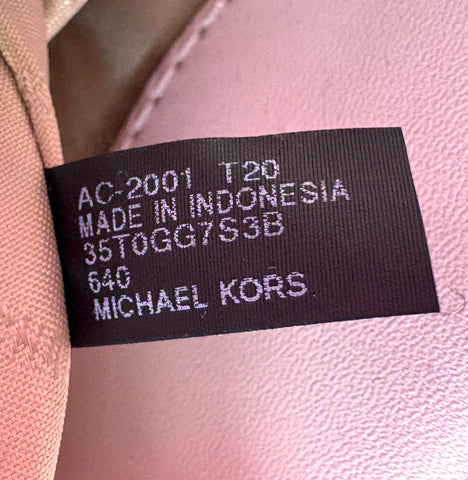 AC-2001 T20
MADE IN INDONESIA
35T0GG7S3B
640
MICHAEL KORS